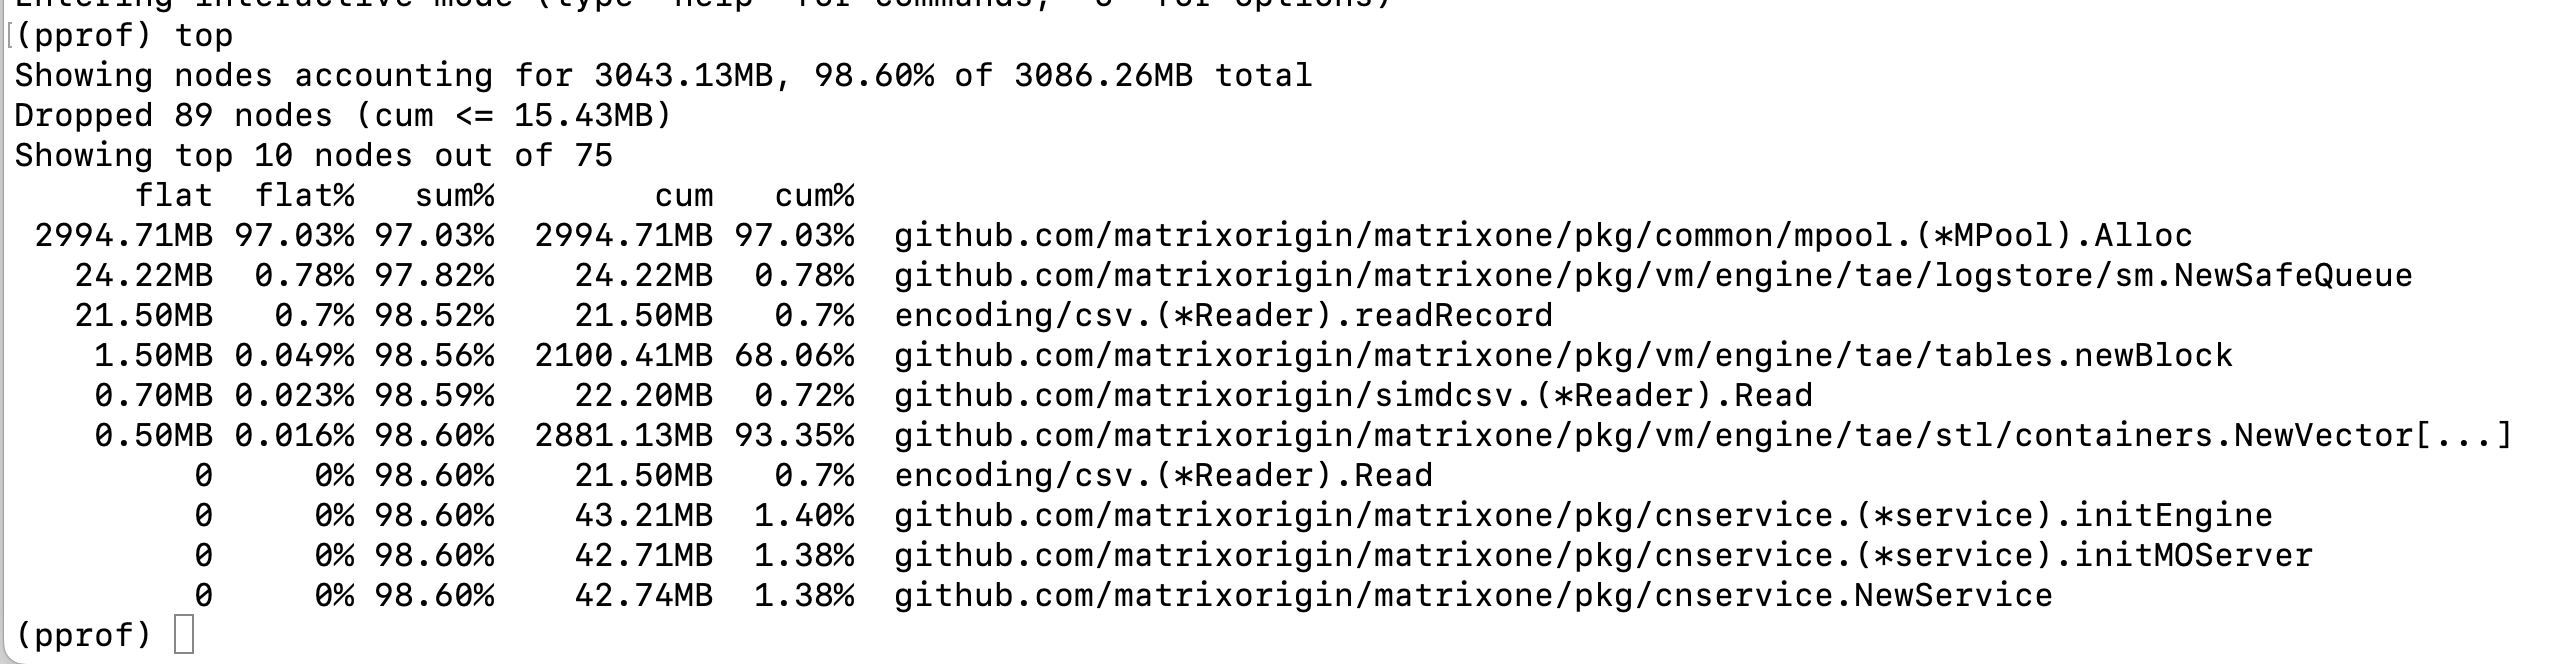 Entering interactive mode (type "help" for commands, "o" for options)
(pprof) top
Showing nodes accounting for 3043.13MB, 98.60% of 3086.26MB total
Dropped 89 nodes (cum <= 15.43MB)
Showing top 10 nodes out of 75
flat flat% sum% cum cum%
2994.71MB 97.03% 97.03% 2994.71MB 97.03% github.com/matrixorigin/matrixone/pkg/common/mpool.(*MPool).Alloc
24.22MB 0.78% 97.82% 24.22MB 0.78% github.com/matrixorigin/matrixone/pkg/vm/engine/tae/logstore/sm.NewSafeQueue
21.50MB 0.7% 98.52% 21.50MB 0.7% encoding/csv.(*Reader).readRecord
1.50MB 0.049% 98.56% 2100.41MB 68.06% github.com/matrixorigin/matrixone/pkg/vm/engine/tae/tables.newBlock
0.70MB 0.023% 98.59% 22.20MB 0.72% github.com/matrixorigin/simdcsv.(*Reader).Read
0.50MB 0.016% 98.60% 2881.13MB 93.35% github.com/matrixorigin/matrixone/pkg/vm/engine/tae/stl/containers.NewVector[...]
0 0% 98.60% 21.50MB 0.7% encoding/csv.(*Reader).Read
0 0% 98.60% 43.21MB 1.40% github.com/matrixorigin/matrixone/pkg/cnservice.(*service).initEngine
0 0% 98.60% 42.71MB 1.38% github.com/matrixorigin/matrixone/pkg/cnservice.(*service).initMOServer
0 0% 98.60% 42.74MB 1.38% github.com/matrixorigin/matrixone/pkg/cnservice.NewService
(pprof)